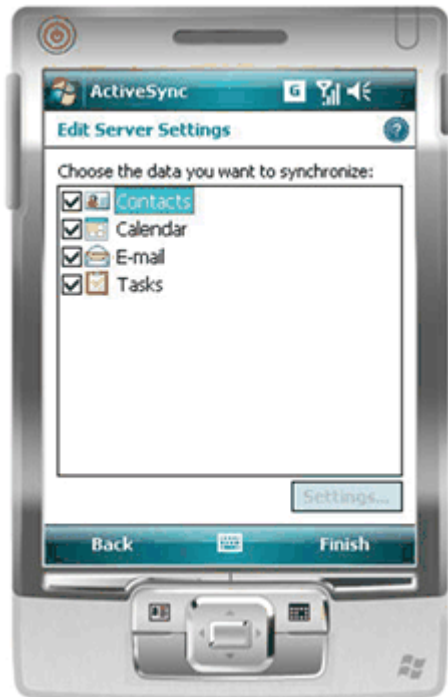 ActiveSync
G
Edit Server Settings
?
Choose the data you want to synchronize:
Contacts
Calendar
E-mail
Tasks
Settings...
Back
Finish